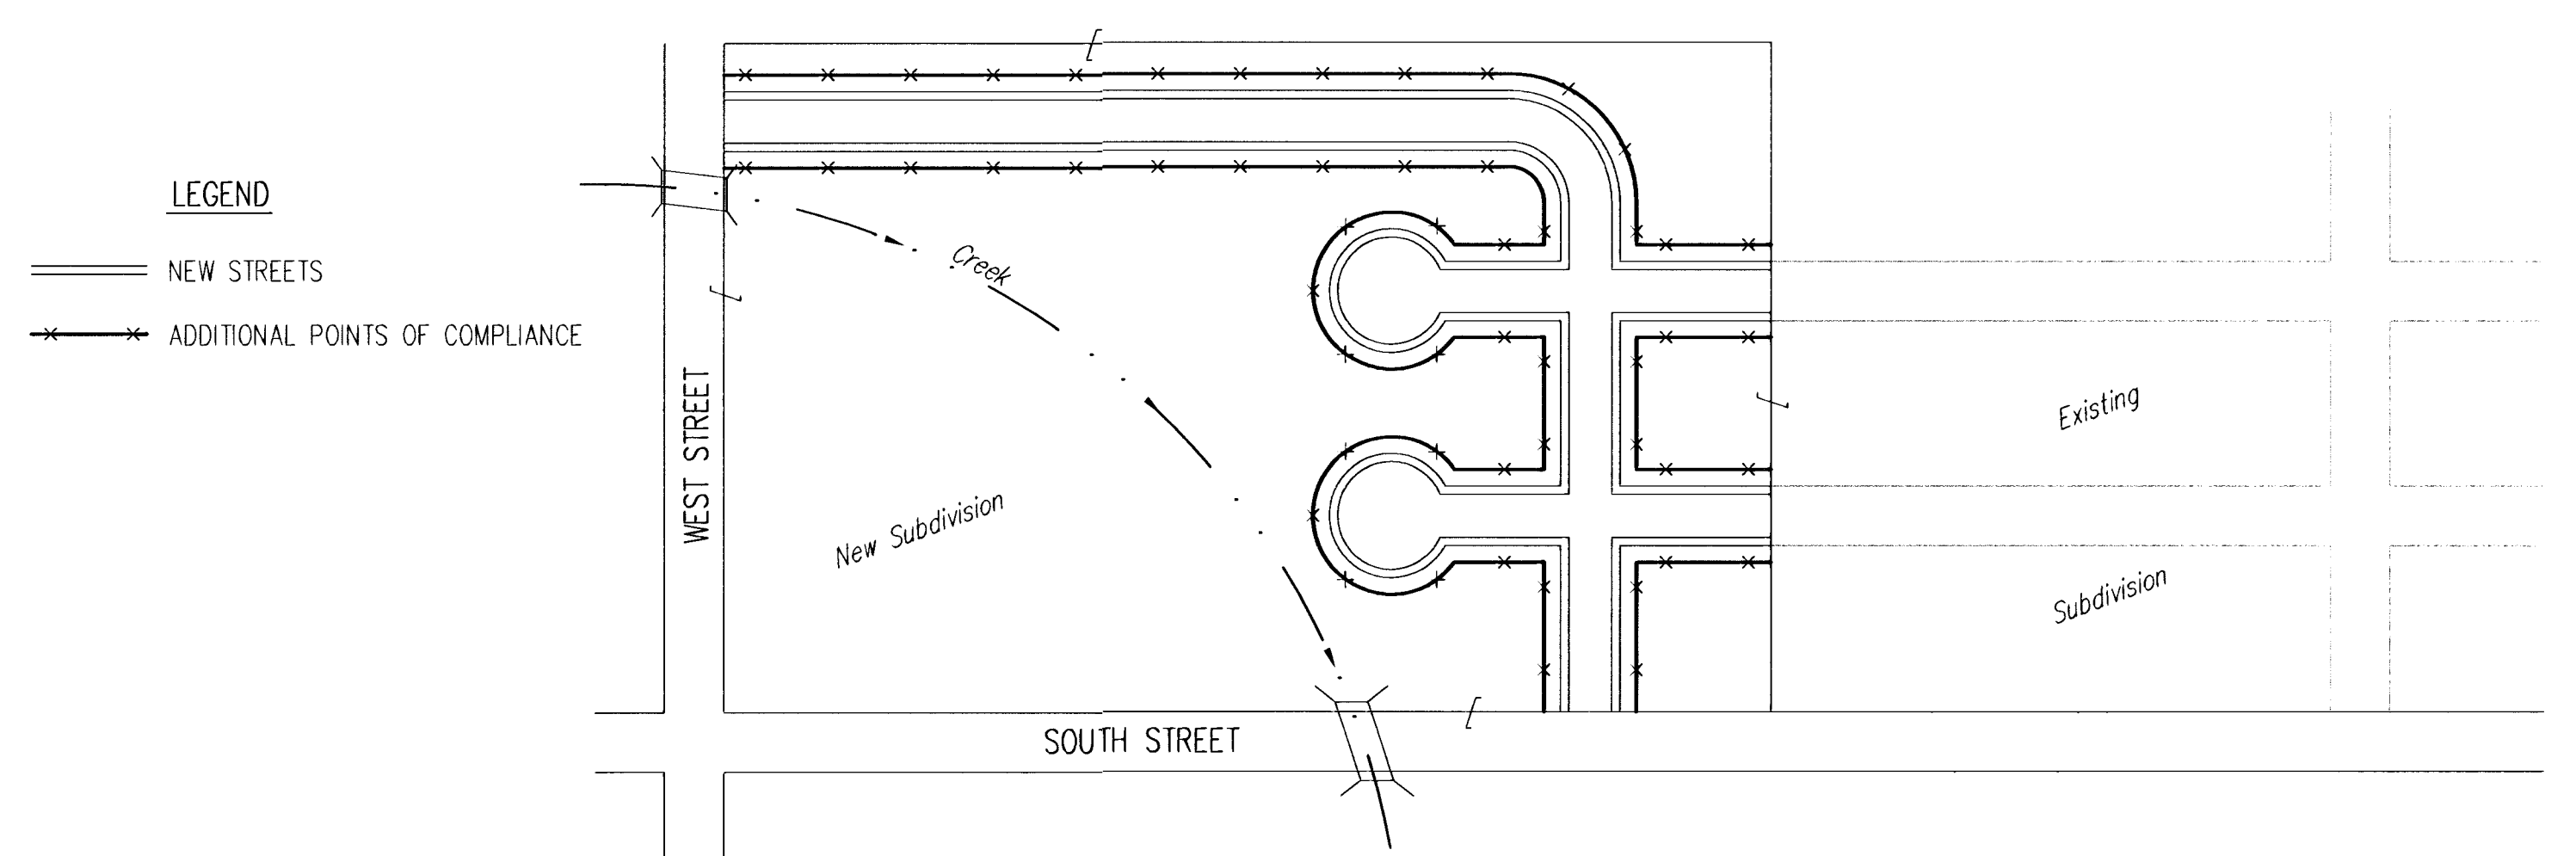 LEGEND
NEW STREETS
ADDITIONAL POINTS OF COMPLIANCE
WEST STREET
Creek
New Subdivision
SOUTH STREET
Existing
Subdivision